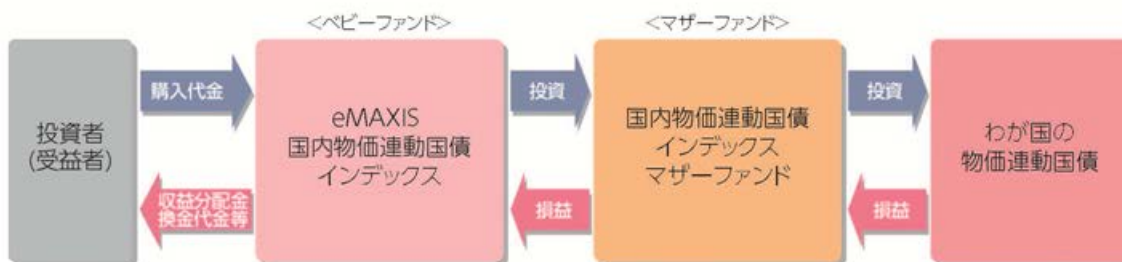 <ベビーファンド>
<マザーファンド>
投資者
(受益者)
購入代金
収益分配金
換金代金等
eMAXIS
国内物価連動国債
インデックス
投資
損益
国内物価連動国債
インデックス
マザーファンド
投資
損益
わが国の
物価連動国債